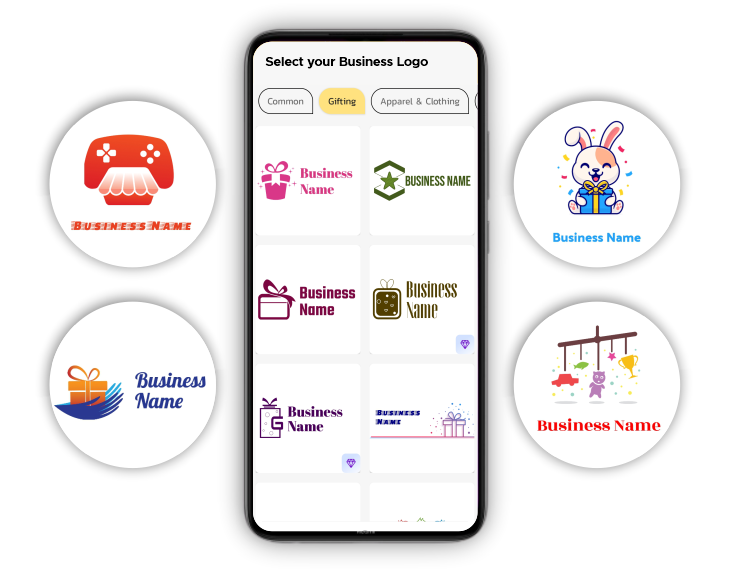 Select your Business Logo
Common
Gifting
Apparel & Clothing
Business
Name
BUSINESS NAME
Business
Name
Business
Name
Business
Name
G
Business
Name
BUSINESS NAME
Business
Name
Business Name
Business Name